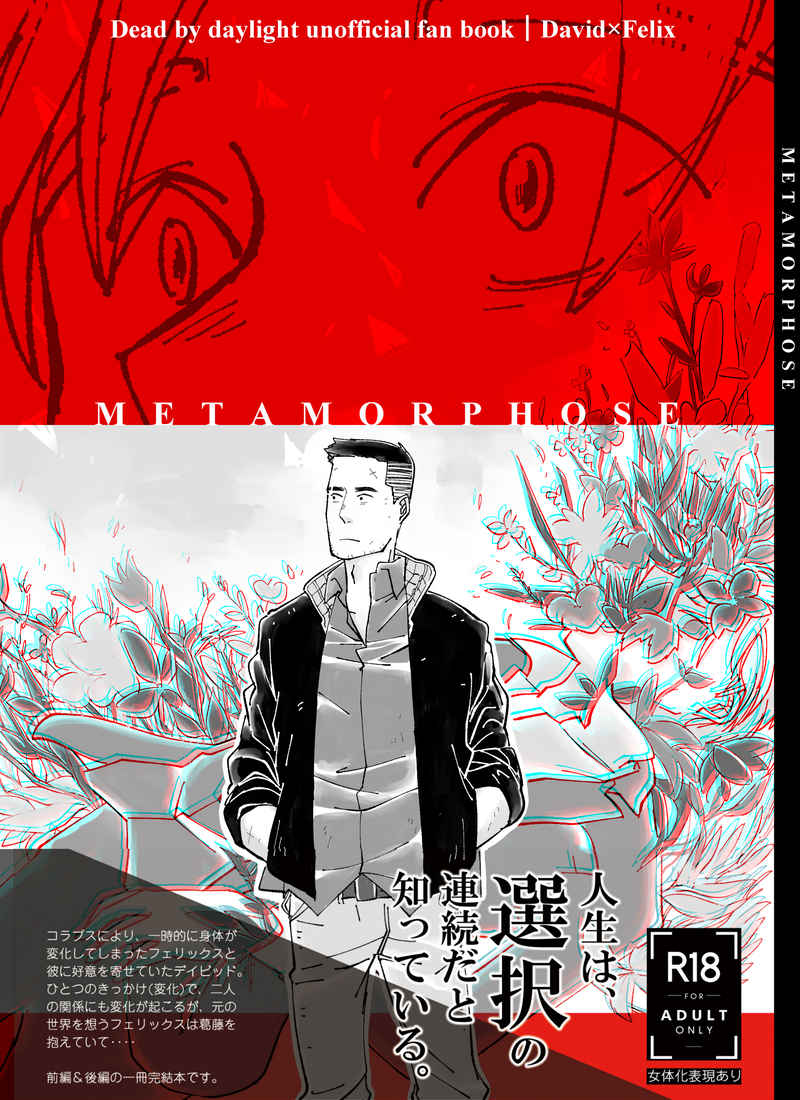 Dead by daylight unofficial fan book｜David×Felix
METAMORPHOSE
METAMORPHOSE
人生は、
選択の
連続だと
知っている。
コラプスにより、一時的に身体が
変化してしまったフェリックスと
彼に好意を寄せていたデイビッド。
ひとつのきっかけ(変化)で、二人
の関係にも変化が起こるが、元の
世界を想うフェリックスは葛藤を
抱えていて‥‥
前編＆後編の一冊完結本です。
R18
FOR
ADULT
ONLY
女体化表現あり